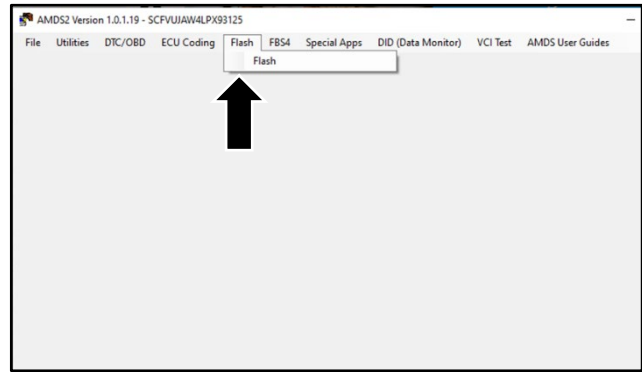 AMDS2 Version 1.0.1.19 - SCFVUJAW4LPX93125
File Utilities DTC/OBD ECU Coding Flash FBS4 Special Apps DID (Data Monitor) VCI Test AMDS User Guides
Flash